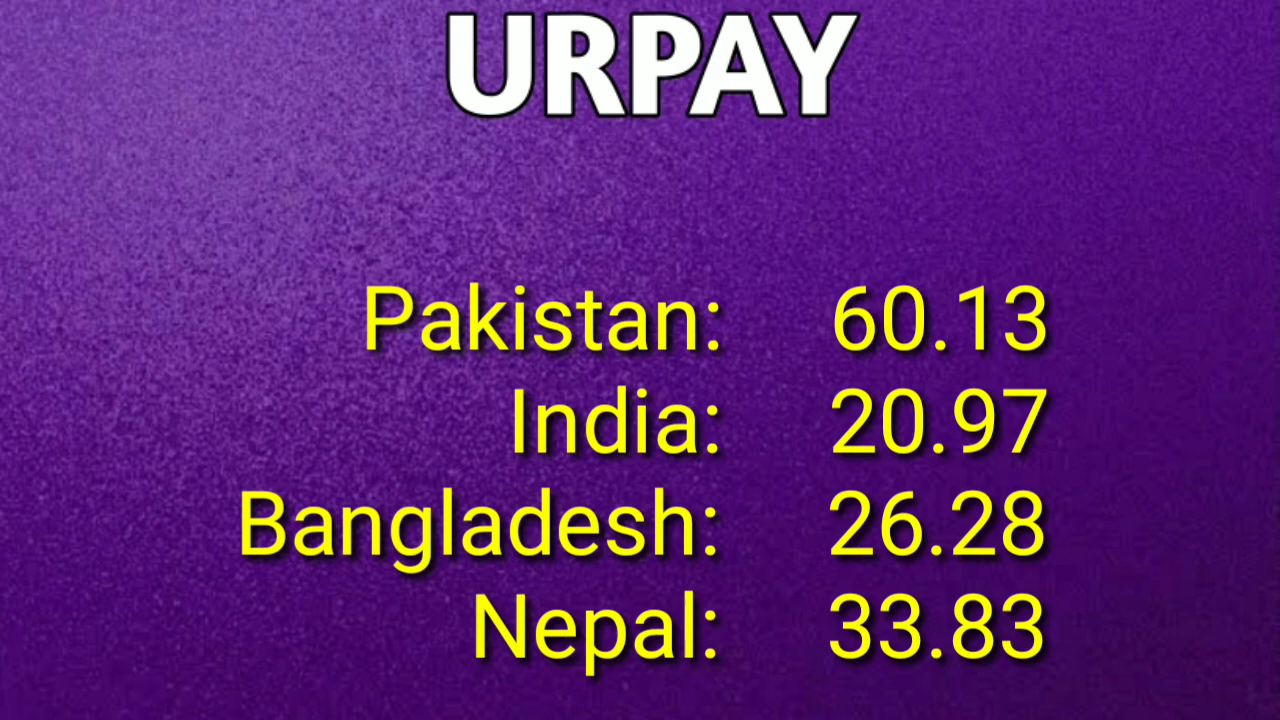 URPAY
Pakistan: 60.13
India: 20.97
Bangladesh: 26.28
Nepal: 33.83